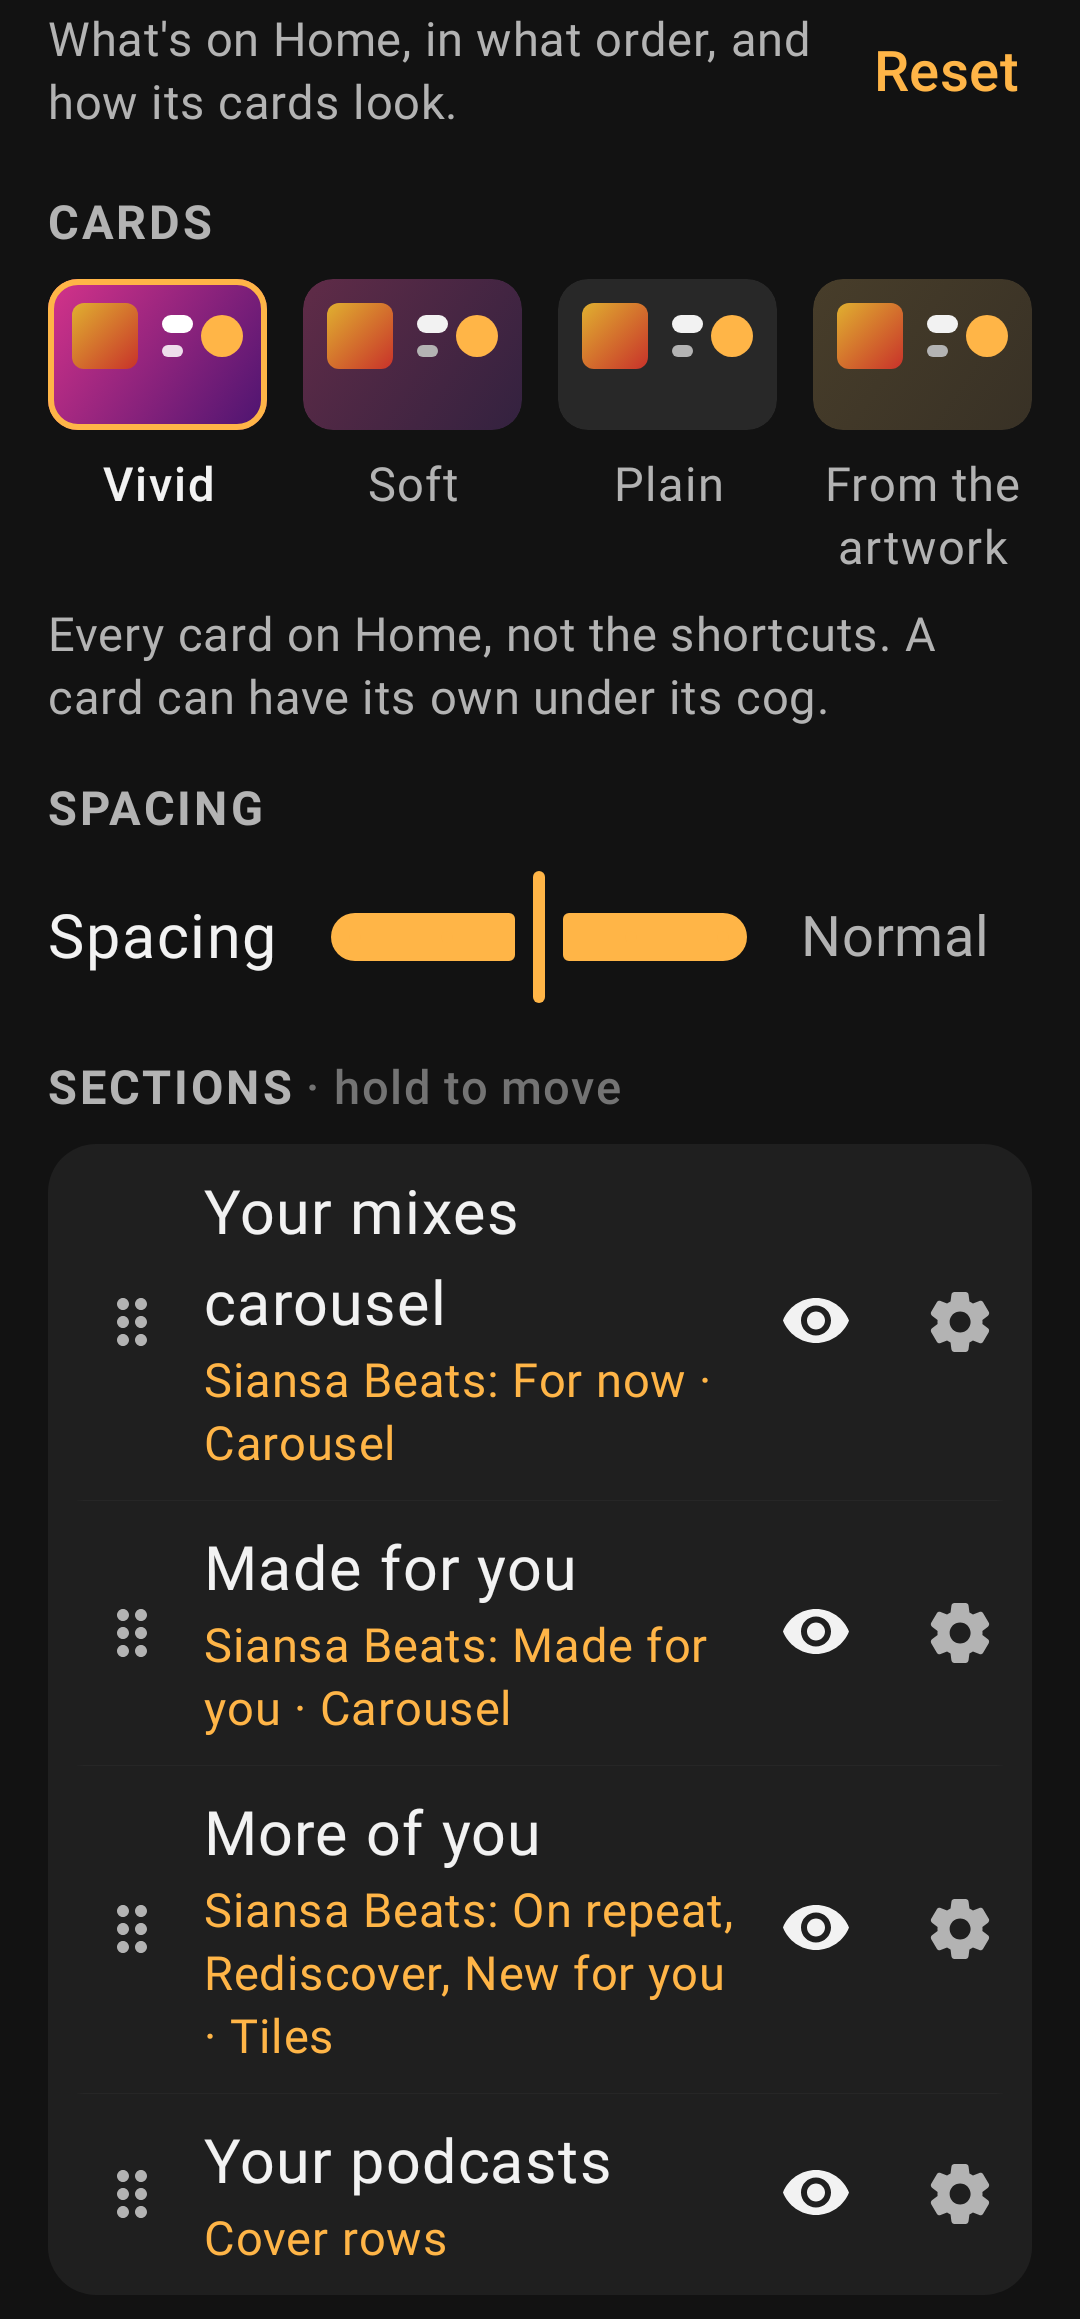 What's on Home, in what order, and
how its cards look.
Reset
CARDS
Vivid
Soft
Plain
From the
artwork
Every card on Home, not the shortcuts. A
card can have its own under its cog.
SPACING
Spacing
Normal
SECTIONS · hold to move
Your mixes
carousel
Siansa Beats: For now ·
Carousel
Made for you
Siansa Beats: Made for
you · Carousel
More of you
Siansa Beats: On repeat,
Rediscover, New for you
· Tiles
Your podcasts
Cover rows